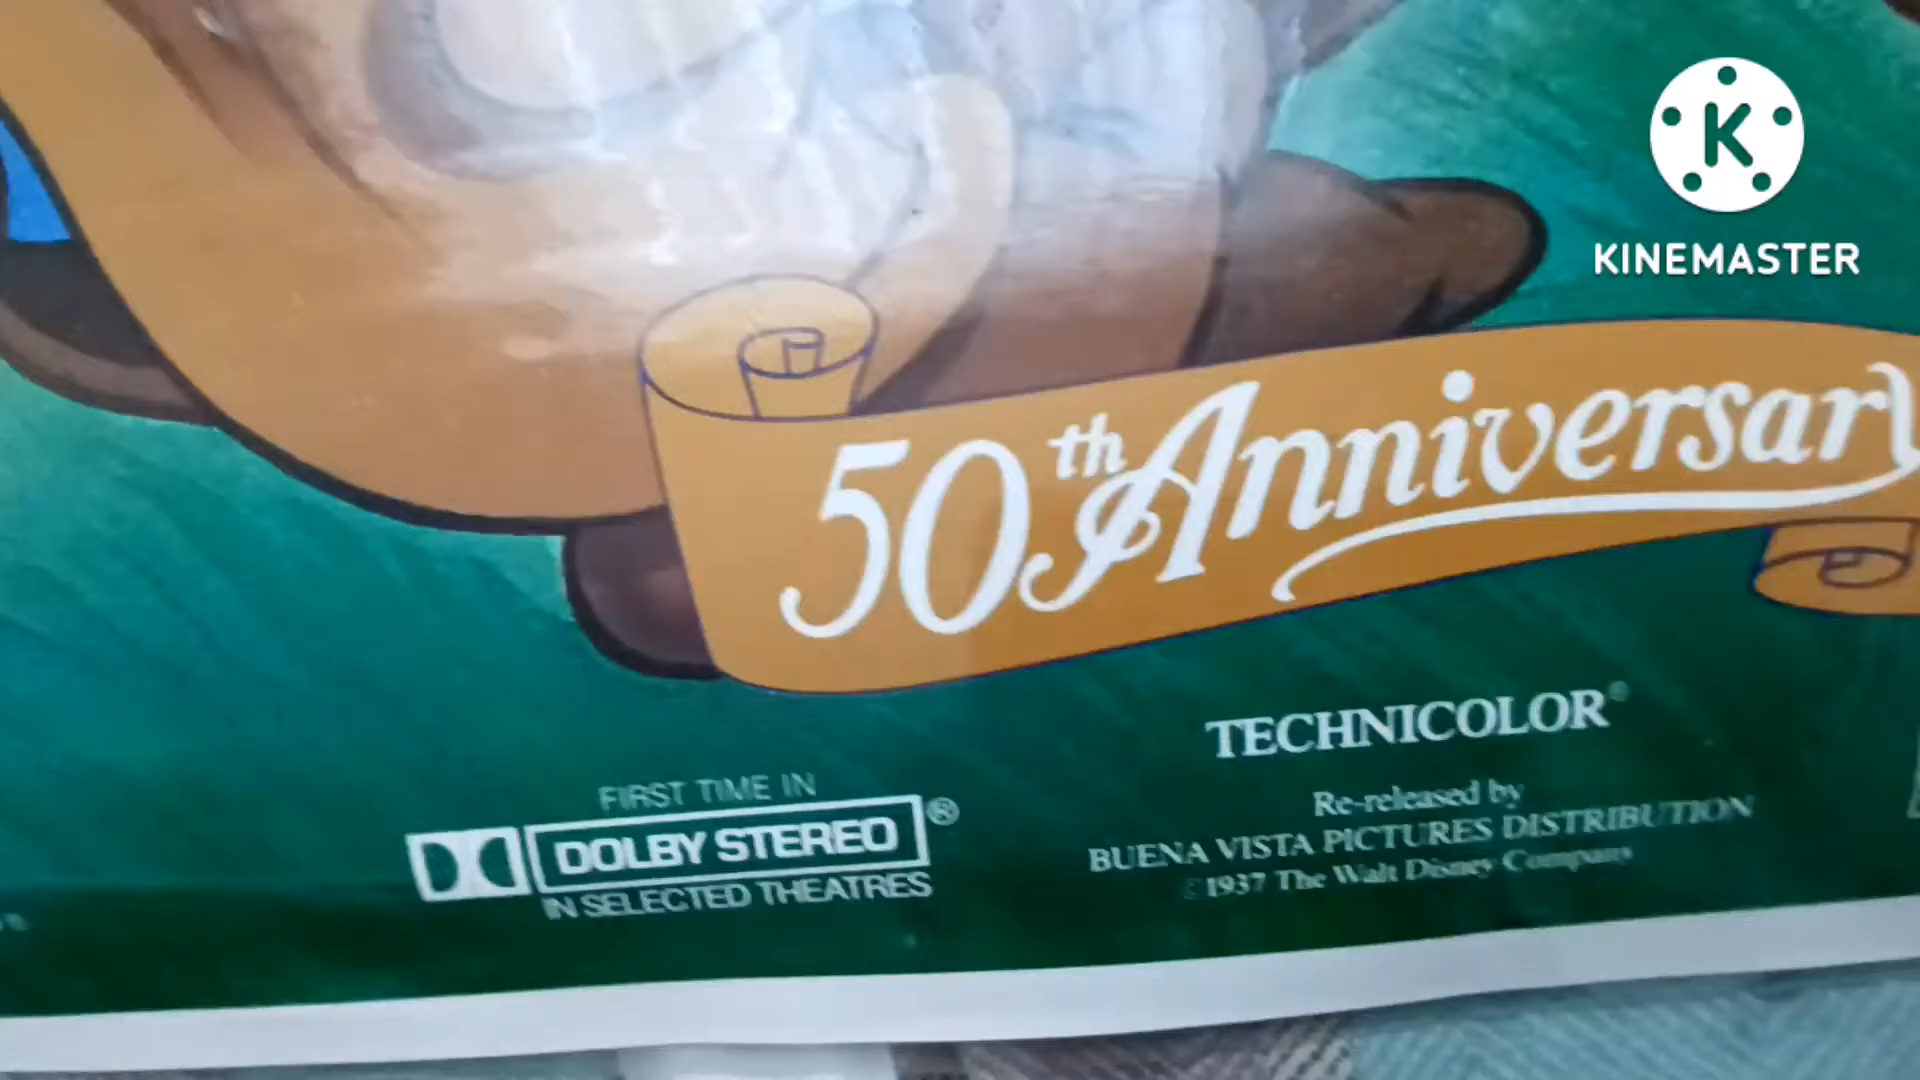 K
KINEMASTER
50th Anniversary
TECHNICOLOR®
FIRST TIME IN
DOLBY STEREO®
IN SELECTED THEATRES
Re-released by
BUENA VISTA PICTURES DISTRIBUTION
©1937 The Walt Disney Company